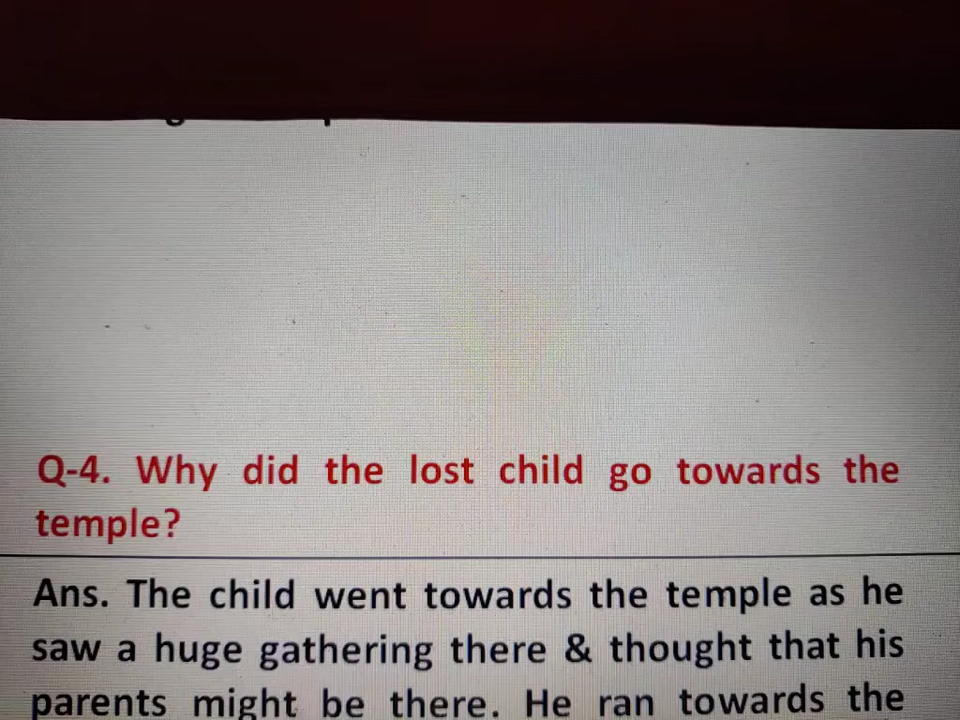 Q-4. Why did the lost child go towards the
temple?
Ans. The child went towards the temple as he
saw a huge gathering there & thought that his
parents might be there. He ran towards the